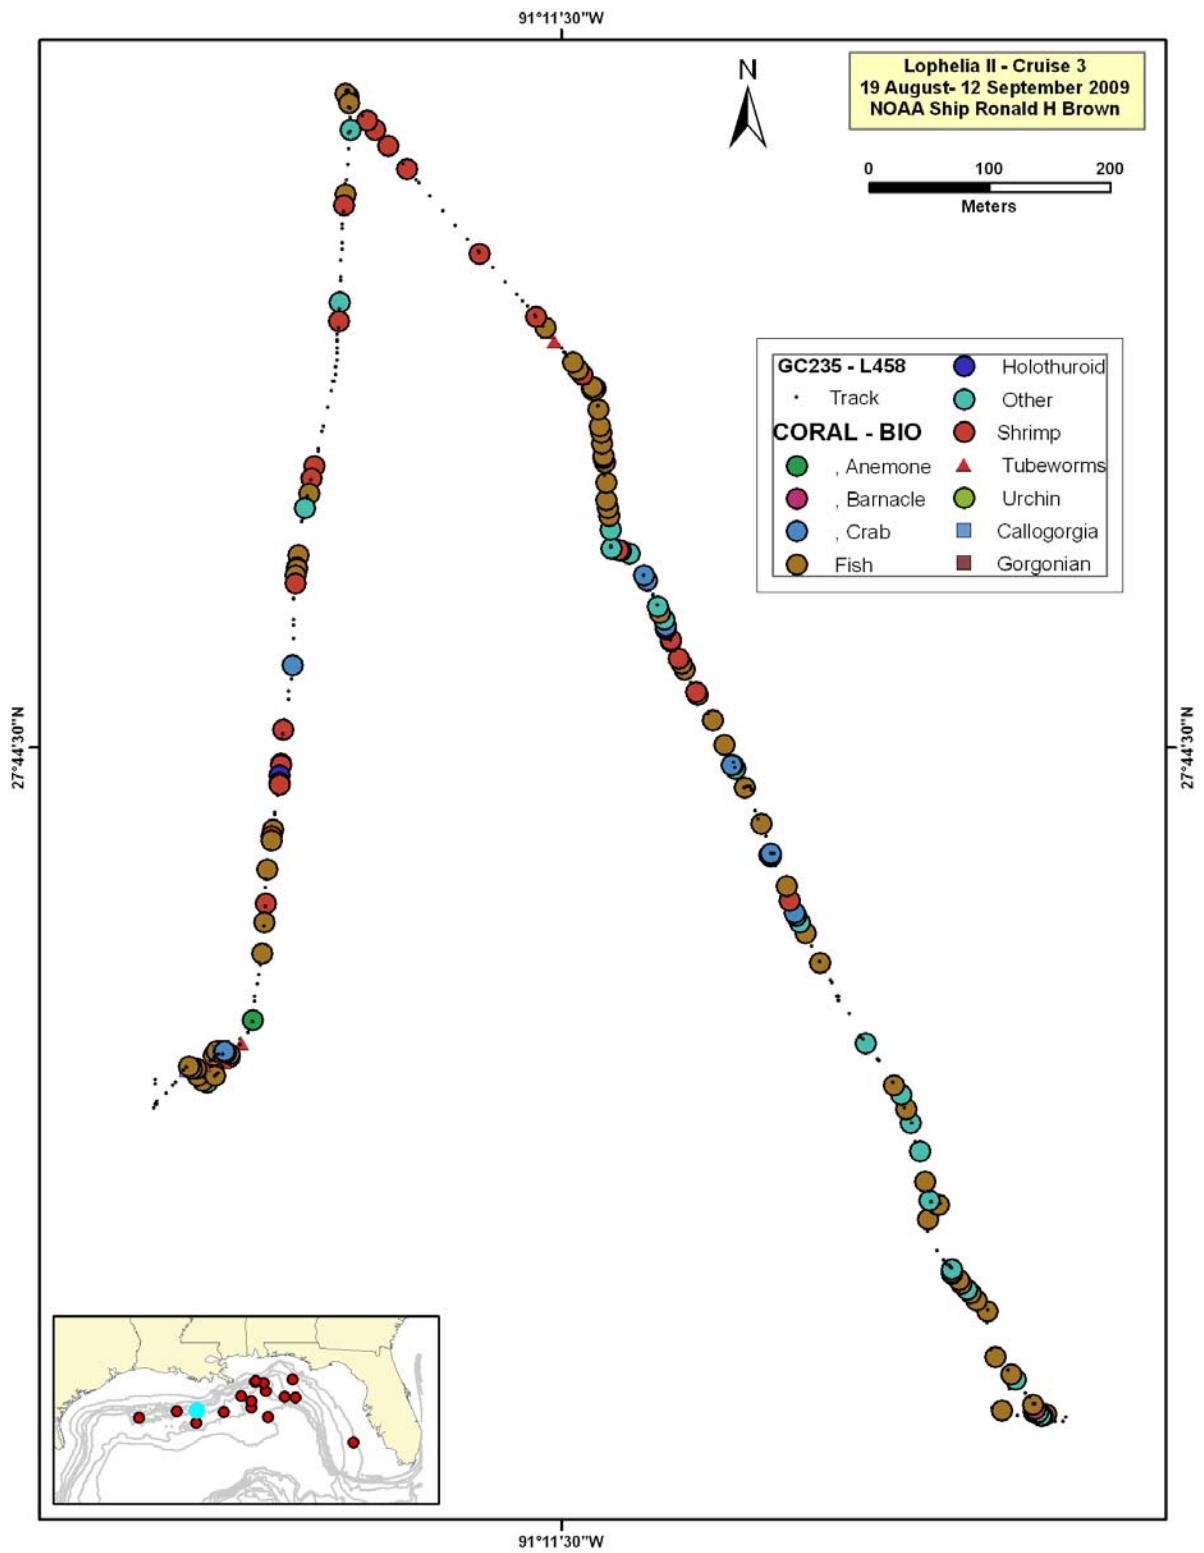 91°11'30"W
N
Lophelia II - Cruise 3
19 August- 12 September 2009
NOAA Ship Ronald H Brown
0 100 200
Meters
GC235 - L458
Track
CORAL - BIO
, Anemone
, Barnacle
, Crab
Fish
Holothuroid
Other
Shrimp
Tubeworms
Urchin
Callogorgia
Gorgonian
27°44'30"N
27°44'30"N
91°11'30"W